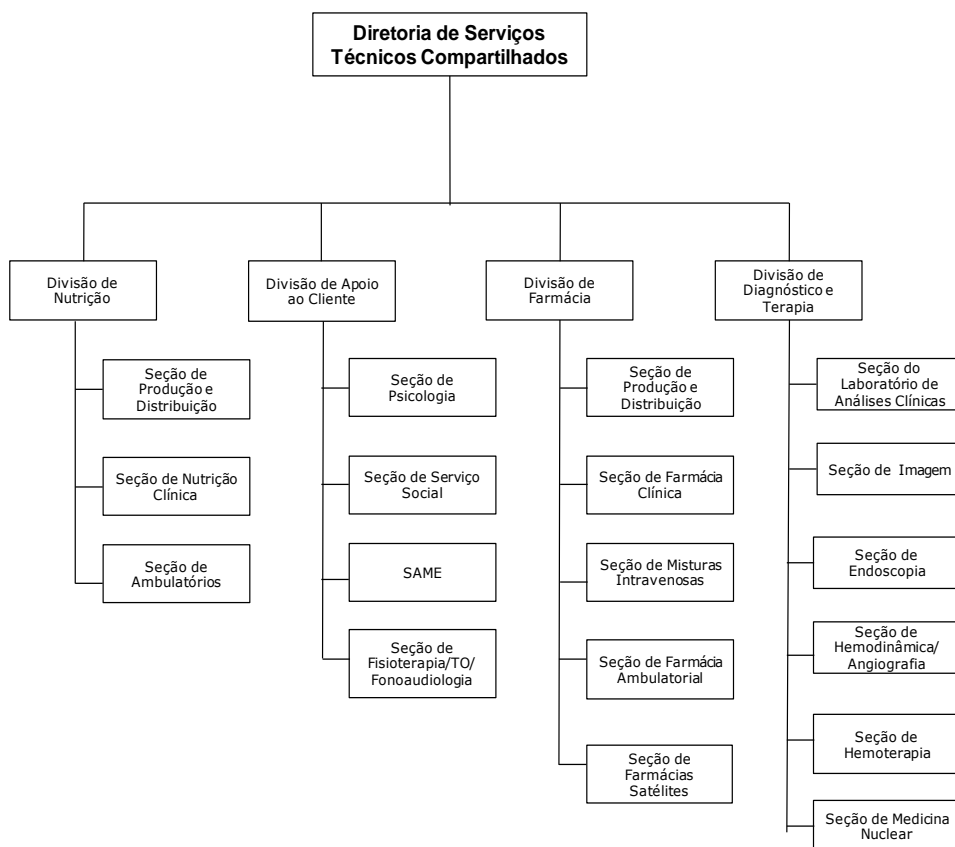 Diretoria de Serviços
Técnicos Compartilhados
Divisão de
Nutrição
Seção de
Produção e
Distribuição
Seção de Nutrição
Clínica
Seção de
Ambulatórios
Divisão de Apoio
ao Cliente
Seção de
Psicologia
Seção de Serviço
Social
SAME
Seção de
Fisioterapia/TO/
Fonoaudiologia
Divisão de
Farmácia
Seção de
Produção e
Distribuição
Seção de Farmácia
Clínica
Seção de Misturas
Intravenosas
Seção de Farmácia
Ambulatorial
Seção de
Farmácias
Satélites
Divisão de
Diagnóstico e
Terapia
Seção do
Laboratório de
Análises Clínicas
Seção de Imagem
Seção de
Endoscopia
Seção de
Hemodinâmica/
Angiografia
Seção de
Hemoterapia
Seção de Medicina
Nuclear